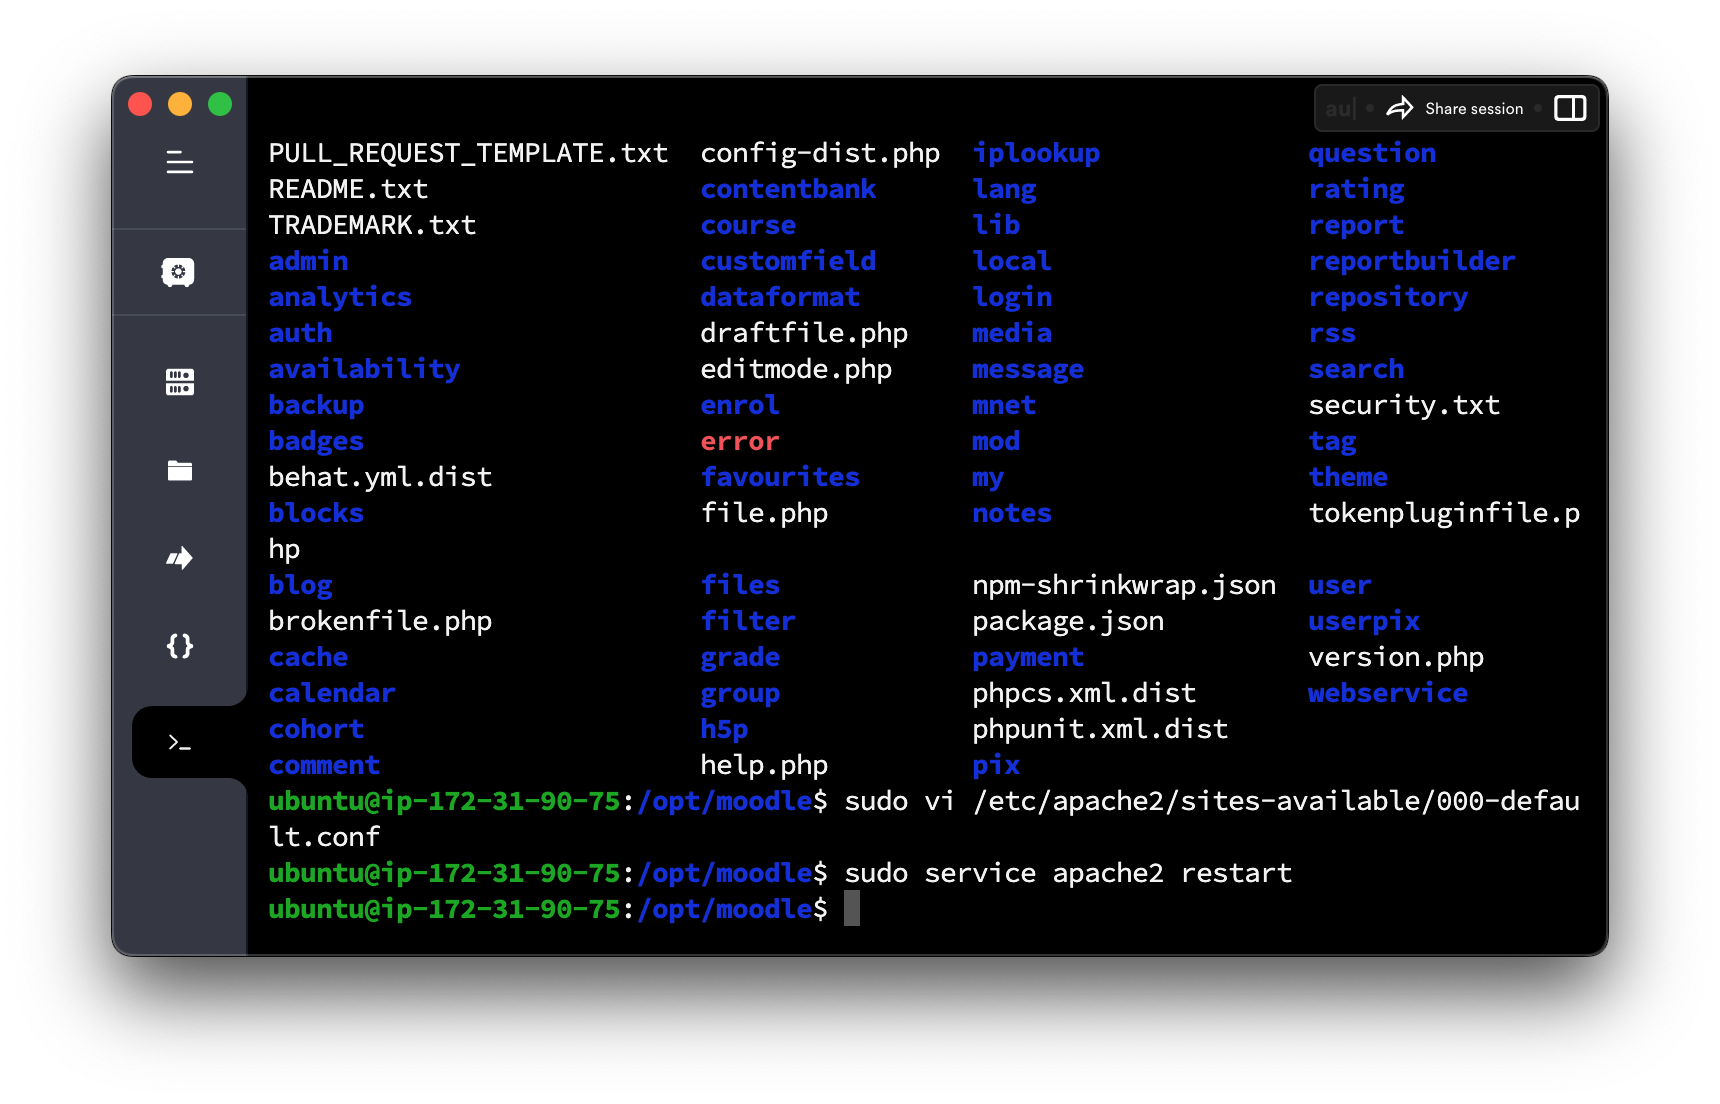 au| • Share session •
PULL_REQUEST_TEMPLATE.txt config-dist.php iplookup question
README.txt contentbank lang rating
TRADEMARK.txt course lib report
admin customfield local reportbuilder
analytics dataformat login repository
auth draftfile.php media rss
availability editmode.php message search
backup enrol mnet security.txt
badges error mod tag
behat.yml.dist favourites my theme
blocks file.php notes tokenpluginfile.p
hp
blog files npm-shrinkwrap.json user
brokenfile.php filter package.json userpix
cache grade payment version.php
calendar group phpcs.xml.dist webservice
cohort h5p phpunit.xml.dist
comment help.php pix
ubuntu@ip-172-31-90-75:/opt/moodle$ sudo vi /etc/apache2/sites-available/000-defau
lt.conf
ubuntu@ip-172-31-90-75:/opt/moodle$ sudo service apache2 restart
ubuntu@ip-172-31-90-75:/opt/moodle$